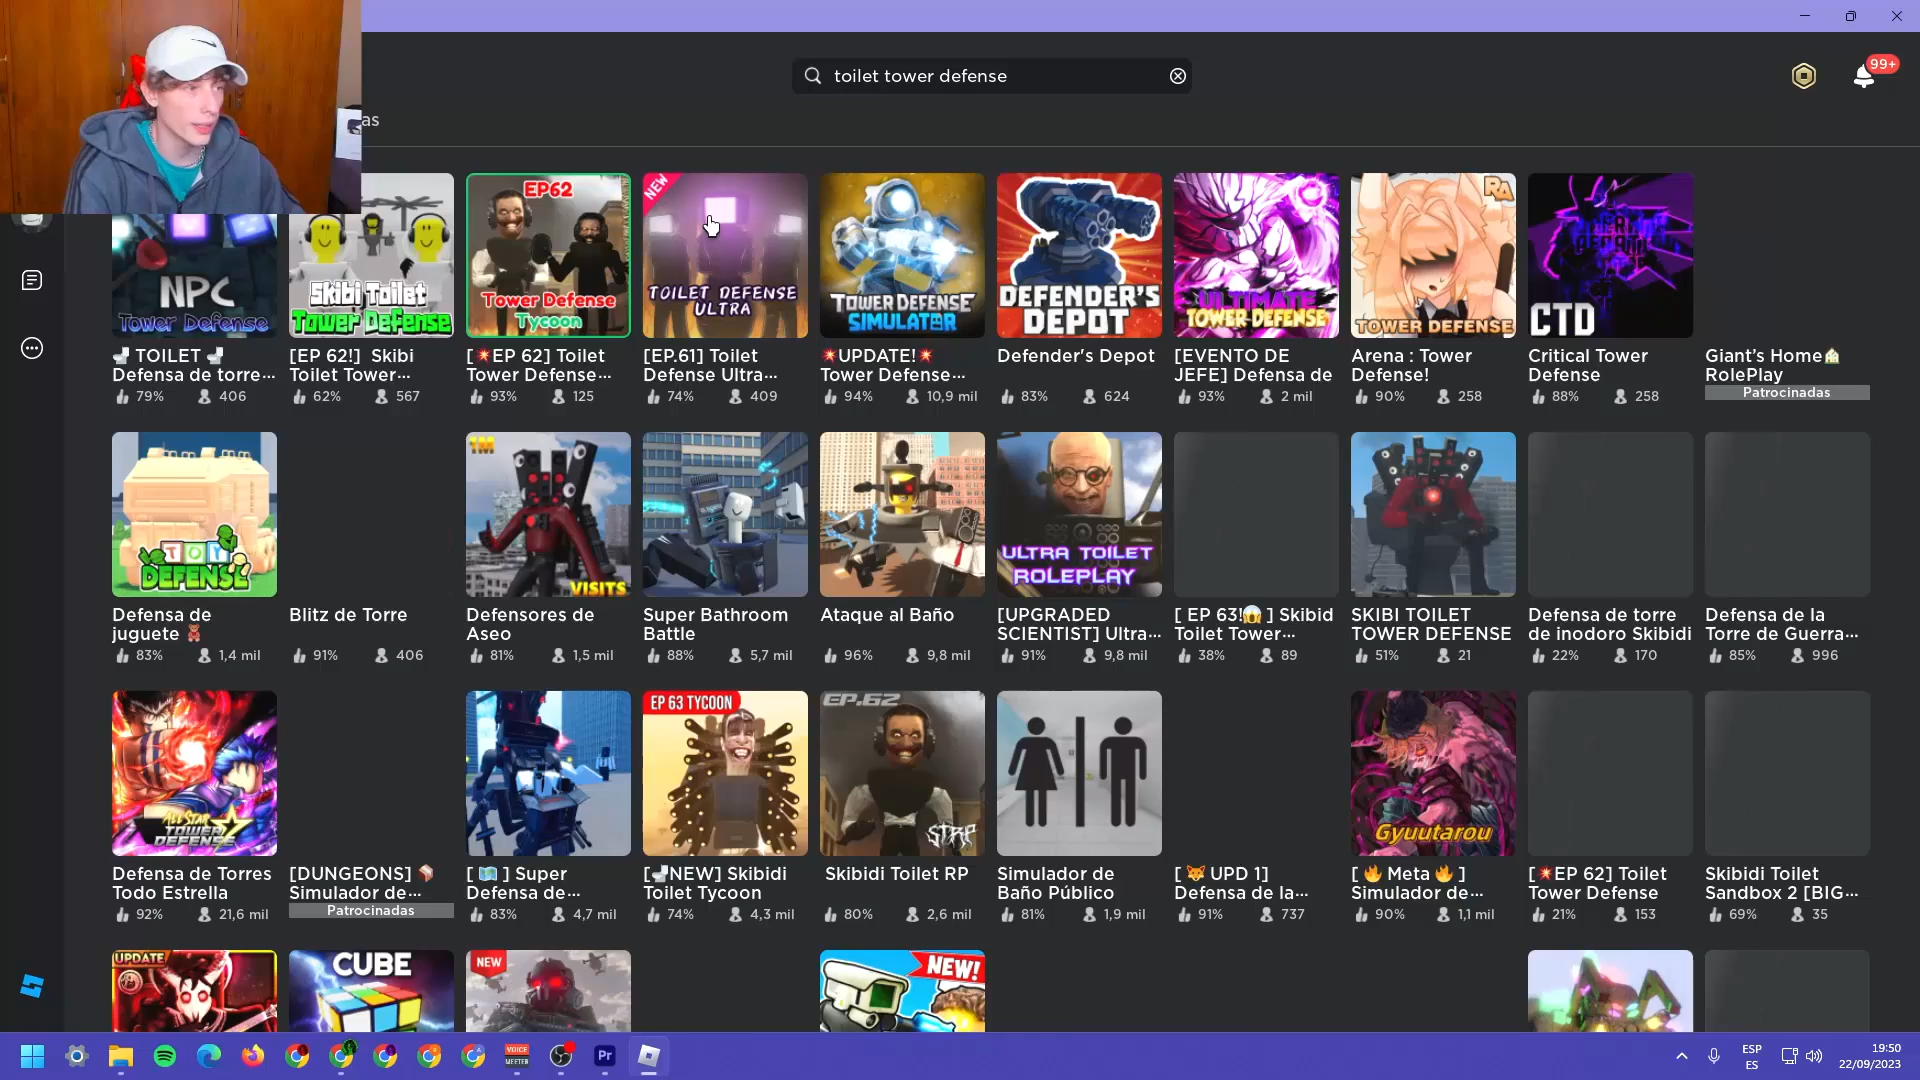 toilet tower defense
99+
as
NPC
Tower Defense
Skibi Toilet
Tower Defense
EP62
Tower Defense
Tycoon
NEW
TOILET DEFENSE
ULTRA
TOWER DEFENSE
SIMULATOR
DEFENDER'S
DEPOT
ULTIMATE
TOWER DEFENSE
RA
TOWER DEFENSE
CTD
🚽 TOILET 🚽
Defensa de torre...
[EP 62!] Skibi
Toilet Tower...
[💥EP 62] Toilet
Tower Defense...
[EP.61] Toilet
Defense Ultra...
💥UPDATE!💥
Tower Defense...
Defender's Depot
[EVENTO DE
JEFE] Defensa de
Arena : Tower
Defense!
Critical Tower
Defense
Giant's Home🏠
RolePlay
79% 406
62% 567
93% 125
74% 409
94% 10,9 mil
83% 624
93% 2 mil
90% 258
88% 258
Patrocinadas
TOY
DEFENSE
1M
VISITS
ULTRA TOILET
ROLEPLAY
Defensa de
juguete 🧸
Blitz de Torre
Defensores de
Aseo
Super Bathroom
Battle
Ataque al Baño
[UPGRADED
SCIENTIST] Ultra...
[ EP 63!😱 ] Skibid
Toilet Tower...
SKIBI TOILET
TOWER DEFENSE
Defensa de torre
de inodoro Skibidi
Defensa de la
Torre de Guerra...
83% 1,4 mil
91% 406
81% 1,5 mil
88% 5,7 mil
96% 9,8 mil
91% 9,8 mil
38% 89
51% 21
22% 170
85% 996
ALL STAR
TOWER
DEFENSE
EP 63 TYCOON
EP.62
STRP
Gyuutarou
Defensa de Torres
Todo Estrella
[DUNGEONS] 📦
Simulador de...
[ 🗺️ ] Super
Defensa de...
[🚽NEW] Skibidi
Toilet Tycoon
Skibidi Toilet RP
Simulador de
Baño Público
[ 🦊 UPD 1]
Defensa de la...
[ 🔥 Meta 🔥 ]
Simulador de...
[💥EP 62] Toilet
Tower Defense
Skibidi Toilet
Sandbox 2 [BIG...
92% 21,6 mil
Patrocinadas
83% 4,7 mil
74% 4,3 mil
80% 2,6 mil
81% 1,9 mil
91% 737
90% 1,1 mil
21% 153
69% 35
UPDATE
CUBE
NEW
NEW!
VOICE
MEETER
Pr
ESP
ES
19:50
22/09/2023